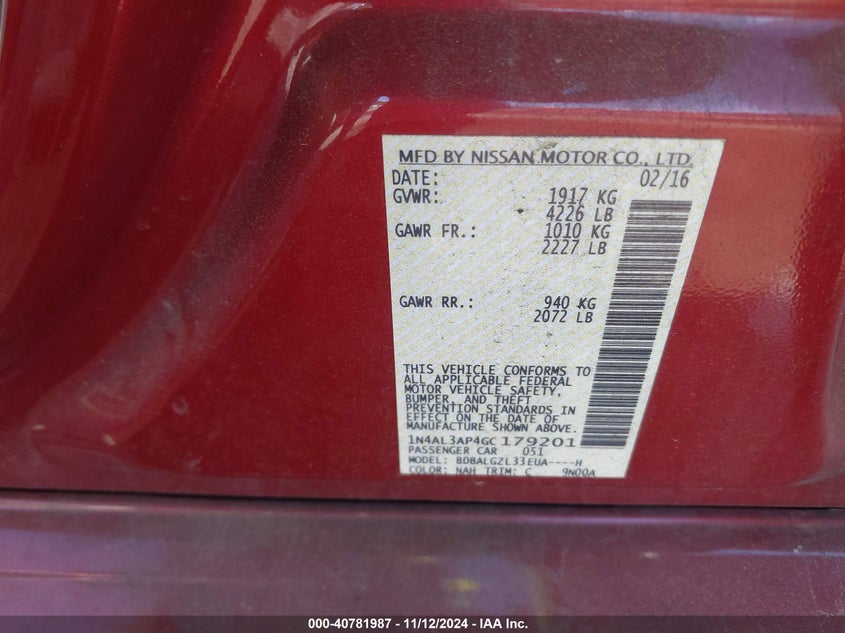 MFD BY NISSAN MOTOR CO., LTD.
DATE: 02/16
GVWR: 1917 KG
4226 LB
GAWR FR.: 1010 KG
2227 LB
GAWR RR.: 940 KG
2072 LB
THIS VEHICLE CONFORMS TO
ALL APPLICABLE FEDERAL
MOTOR VEHICLE SAFETY,
BUMPER, AND THEFT
PREVENTION STANDARDS IN
EFFECT ON THE DATE OF
MANUFACTURE SHOWN ABOVE.
1N4AL3AP4GC179201
PASSENGER CAR 051
MODEL: BDBALGZL33EUA----H
COLOR: NAH TRIM: C 9N00A
000-40781987 - 11/12/2024 - IAA Inc.